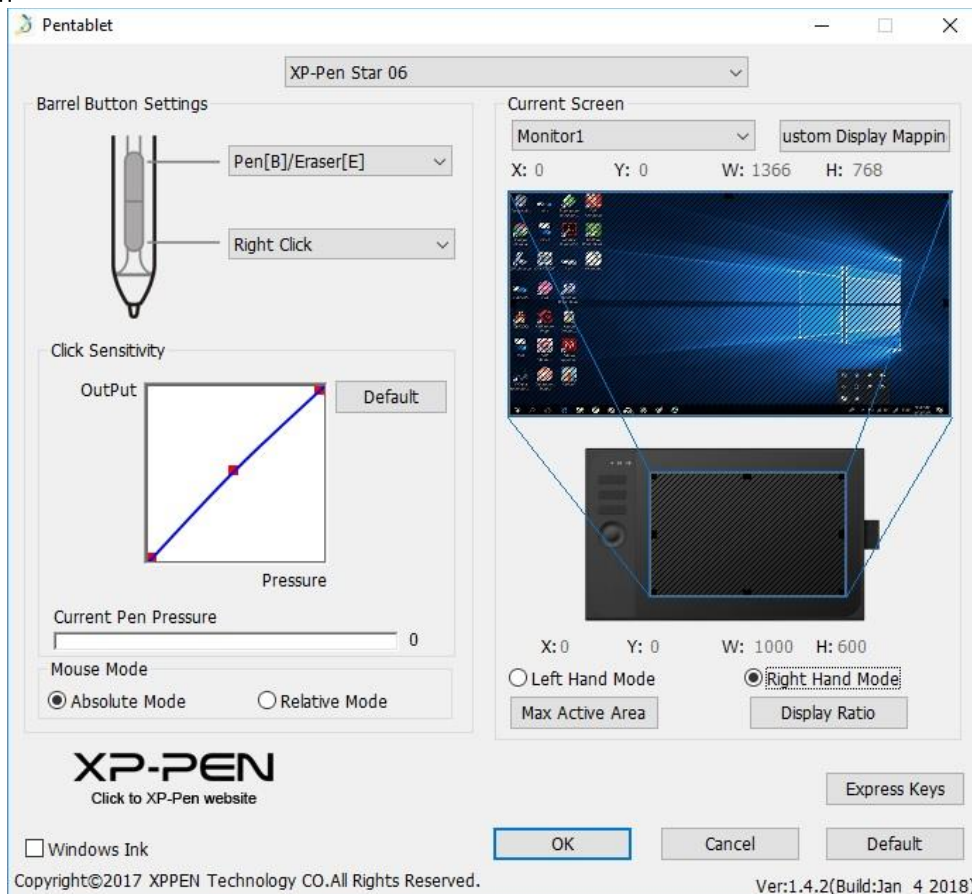 Pentablet
XP-Pen Star 06
Barrel Button Settings
Pen[B]/Eraser[E]
Right Click
Click Sensitivity
OutPut
Default
Pressure
Current Pen Pressure
0
Mouse Mode
Absolute Mode
Relative Mode
Current Screen
Monitor1
ustom Display Mappin
X: 0 Y: 0 W: 1366 H: 768
X: 0 Y: 0 W: 1000 H: 600
Left Hand Mode
Right Hand Mode
Max Active Area
Display Ratio
XP-PEN
Click to XP-Pen website
Express Keys
Windows Ink
OK
Cancel
Default
Copyright©2017 XPPEN Technology CO.All Rights Reserved.
Ver:1.4.2(Build:Jan 4 2018)